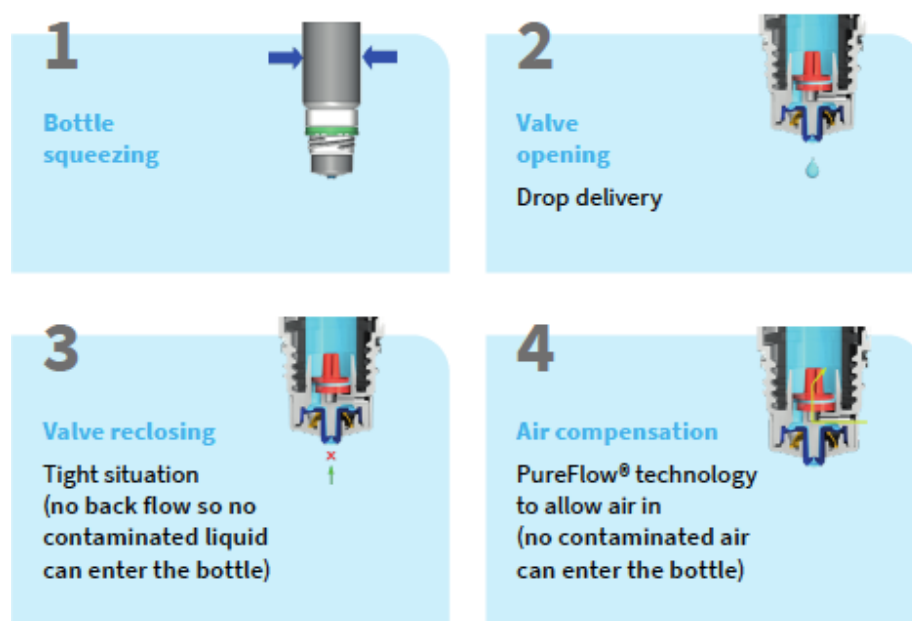 1
Bottle
squeezing
2
Valve
opening
Drop delivery
3
Valve reclosing
Tight situation
(no back flow so no
contaminated liquid
can enter the bottle)
4
Air compensation
PureFlow® technology
to allow air in
(no contaminated air
can enter the bottle)